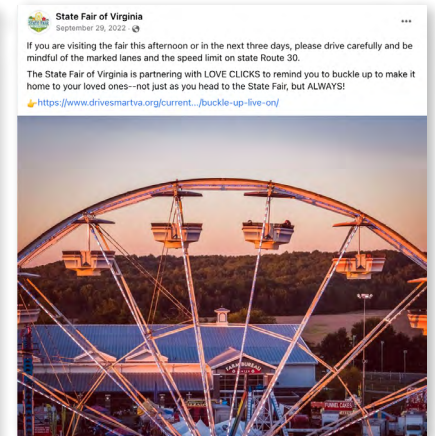 State Fair of Virginia
September 29, 2022 ·
If you are visiting the fair this afternoon or in the next three days, please drive carefully and be
mindful of the marked lanes and the speed limit on state Route 30.
The State Fair of Virginia is partnering with LOVE CLICKS to remind you to buckle up to make it
home to your loved ones--not just as you head to the State Fair, but ALWAYS!
👉https://www.drivesmartva.org/current.../buckle-up-live-on/
FARM BUREAU
FUNNEL CAKES